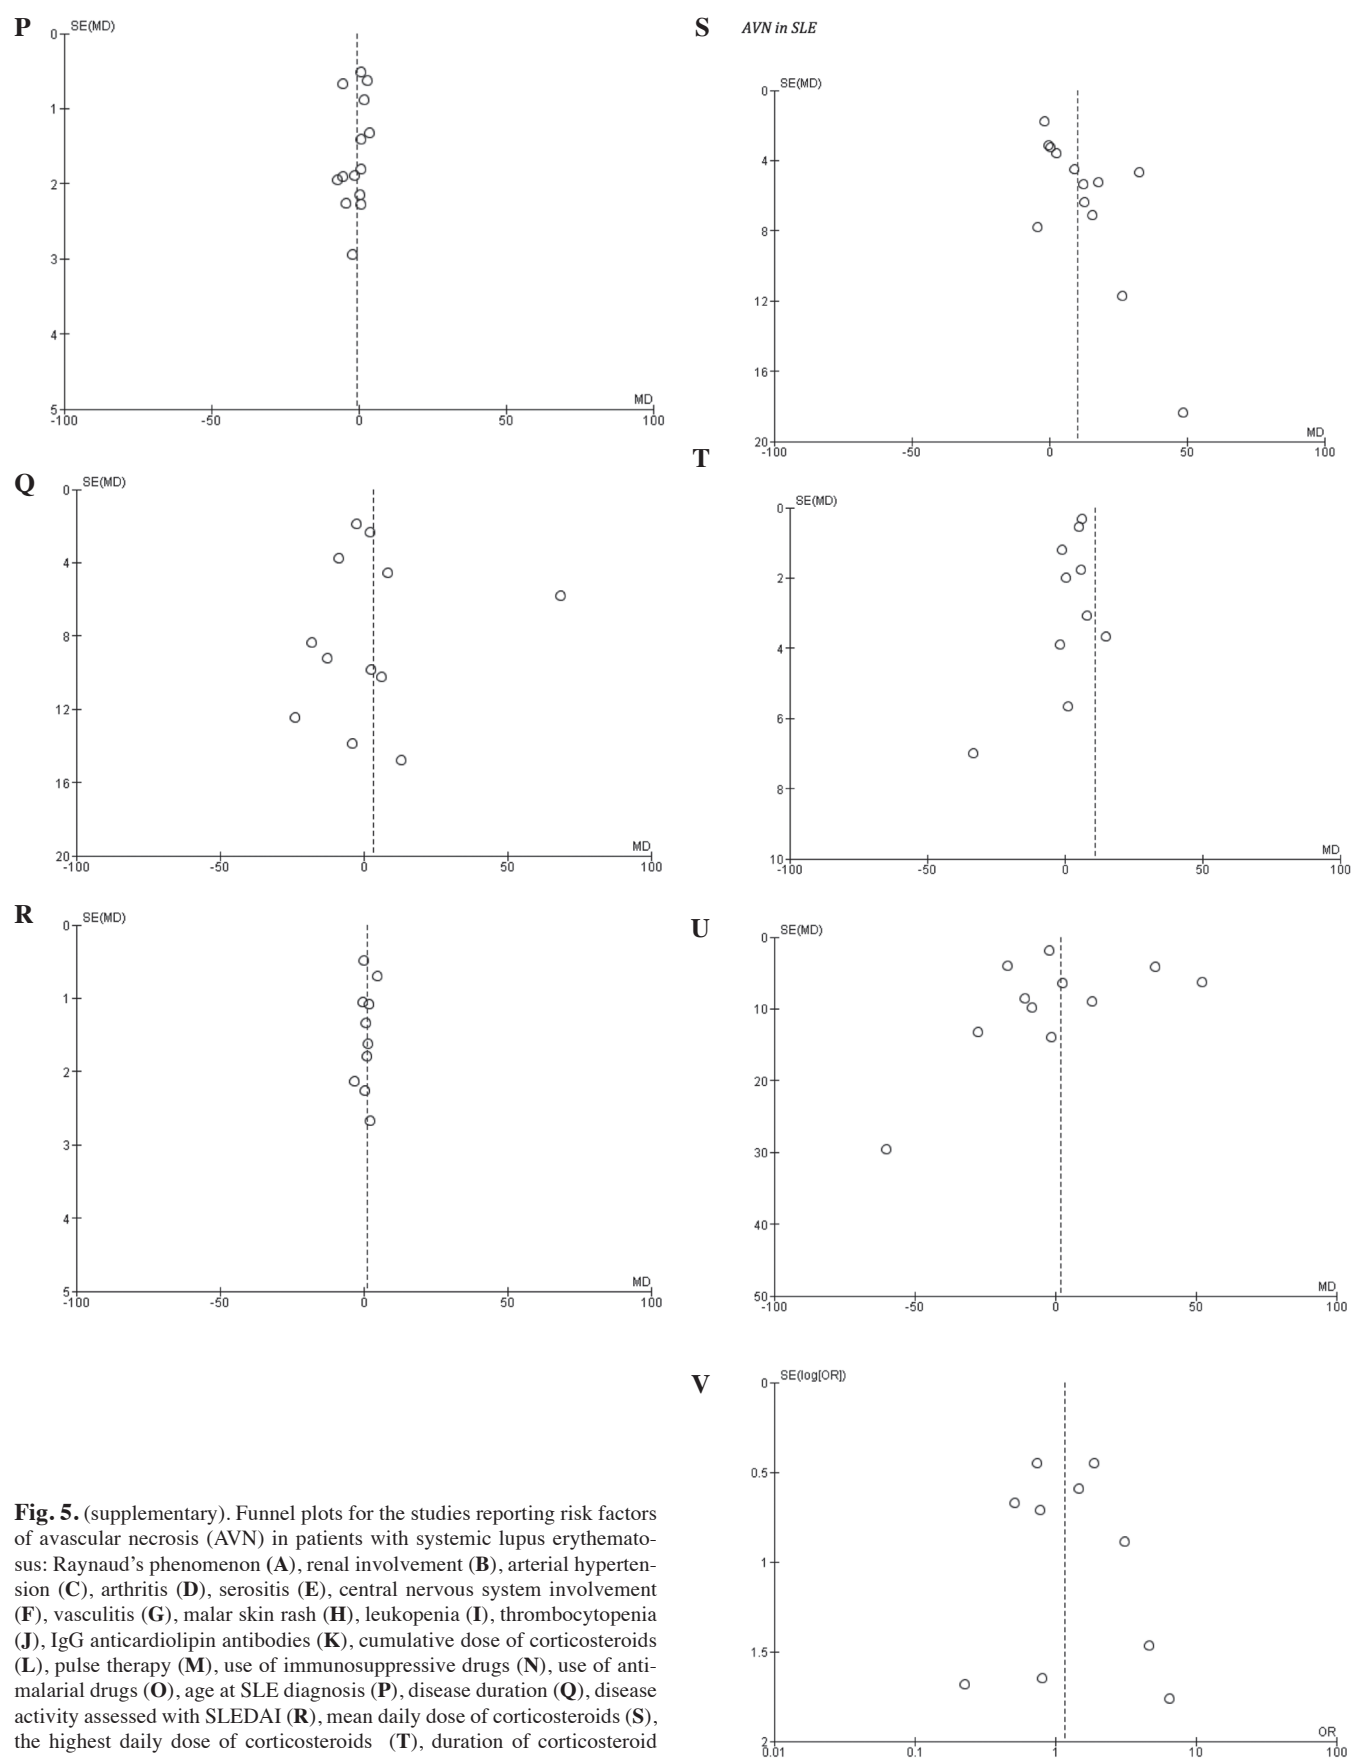 P
SE(MD)
0
1
2
3
4
5
MD
-100
-50
0
50
100
Q
SE(MD)
0
4
8
12
16
20
MD
-100
-50
0
50
100
R
SE(MD)
0
1
2
3
4
5
MD
-100
-50
0
50
100
Fig. 5. (supplementary). Funnel plots for the studies reporting risk factors
of avascular necrosis (AVN) in patients with systemic lupus erythemato-
sus: Raynaud's phenomenon (A), renal involvement (B), arterial hyperten-
sion (C), arthritis (D), serositis (E), central nervous system involvement
(F), vasculitis (G), malar skin rash (H), leukopenia (I), thrombocytopenia
(J), IgG anticardiolipin antibodies (K), cumulative dose of corticosteroids
(L), pulse therapy (M), use of immunosuppressive drugs (N), use of anti-
malarial drugs (O), age at SLE diagnosis (P), disease duration (Q), disease
activity assessed with SLEDAI (R), mean daily dose of corticosteroids (S),
the highest daily dose of corticosteroids (T), duration of corticosteroid
S
AVN in SLE
SE(MD)
0
4
8
12
16
20
MD
-100
-50
0
50
100
T
SE(MD)
0
2
4
6
8
10
MD
-100
-50
0
50
100
U
SE(MD)
0
10
20
30
40
50
MD
-100
-50
0
50
100
V
SE(log[OR])
0
0.5
1
1.5
2
OR
0.01
0.1
1
10
100